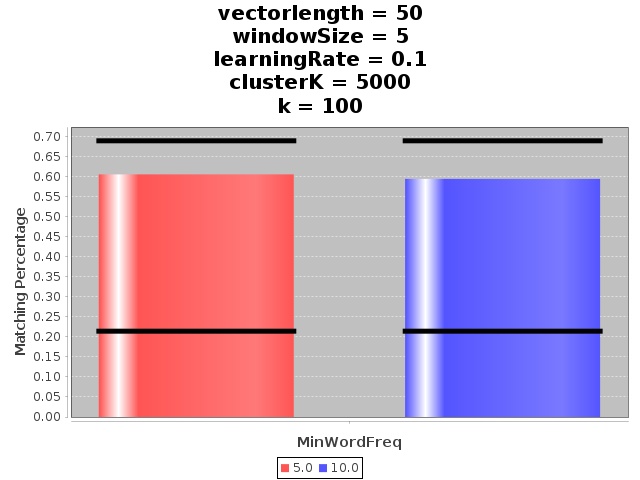 vectorlength = 50
windowSize = 5
learningRate = 0.1
clusterK = 5000
k = 100
Matching Percentage
0.70
0.65
0.60
0.55
0.50
0.45
0.40
0.35
0.30
0.25
0.20
0.15
0.10
0.05
0.00
MinWordFreq
5.0 10.0